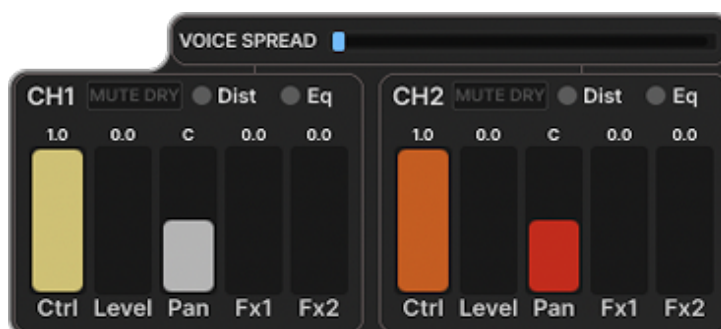 VOICE SPREAD
CH1 MUTE DRY Dist Eq
1.0 0.0 C 0.0 0.0
Ctrl Level Pan Fx1 Fx2
CH2 MUTE DRY Dist Eq
1.0 0.0 C 0.0 0.0
Ctrl Level Pan Fx1 Fx2